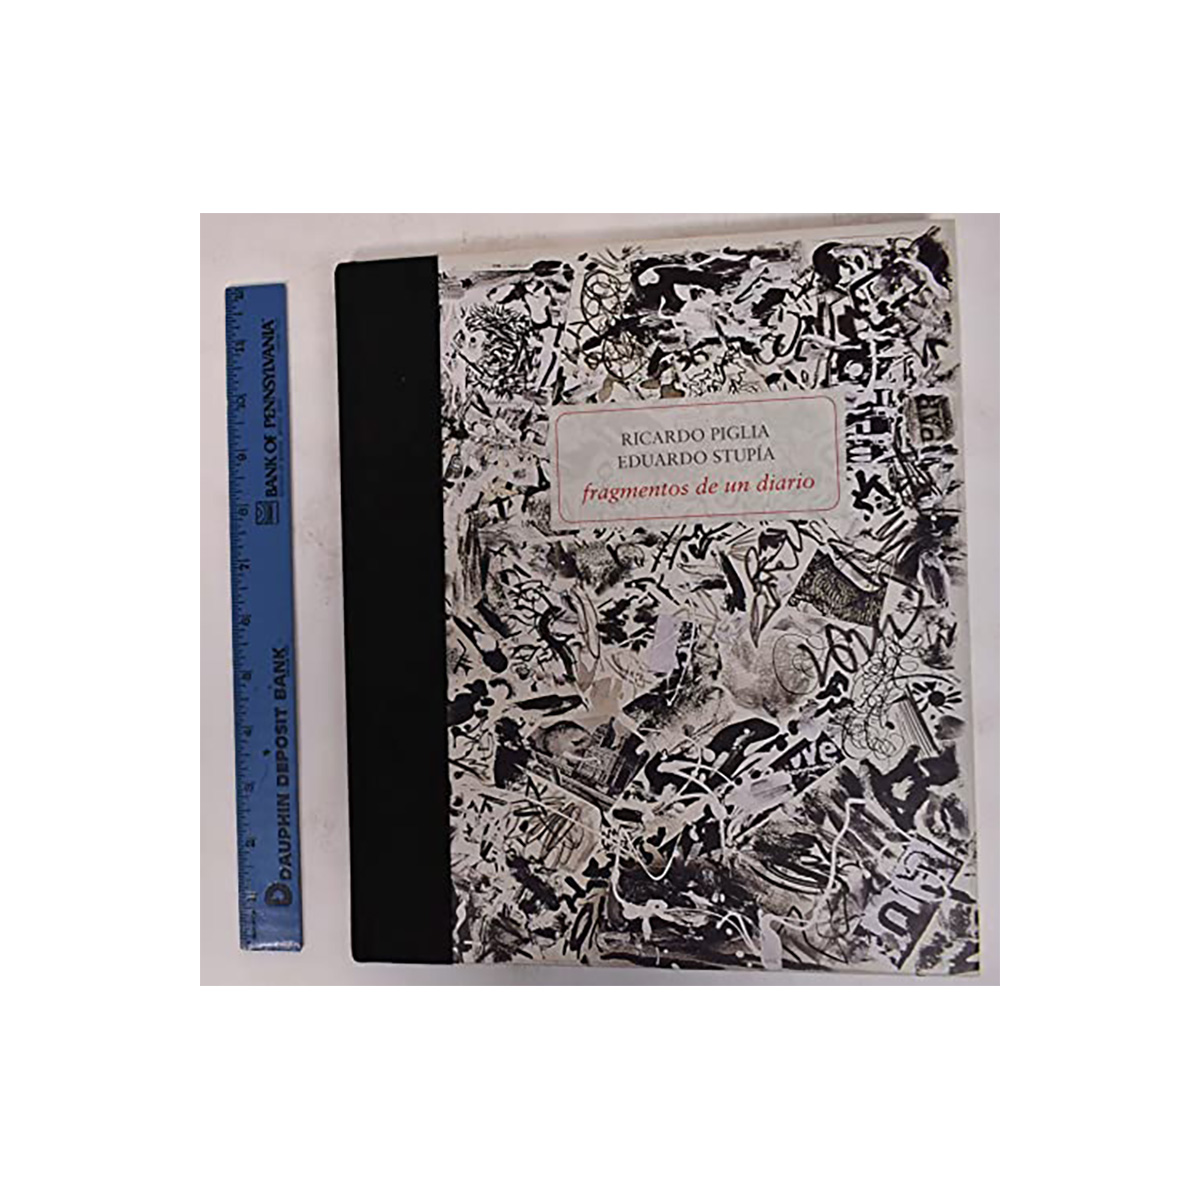 RICARDO PIGLIA
EDUARDO STUPÍA
fragmentos de un diario
BANK OF PENNSYLVANIA
DAUPHIN DEPOSIT BANK